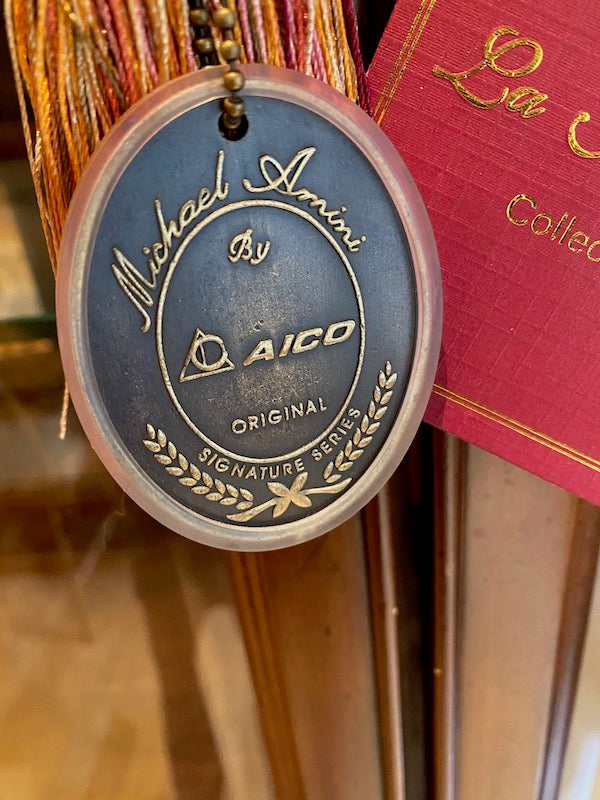 Michael Amini
By
AICO
ORIGINAL
SIGNATURE SERIES
La
Collec